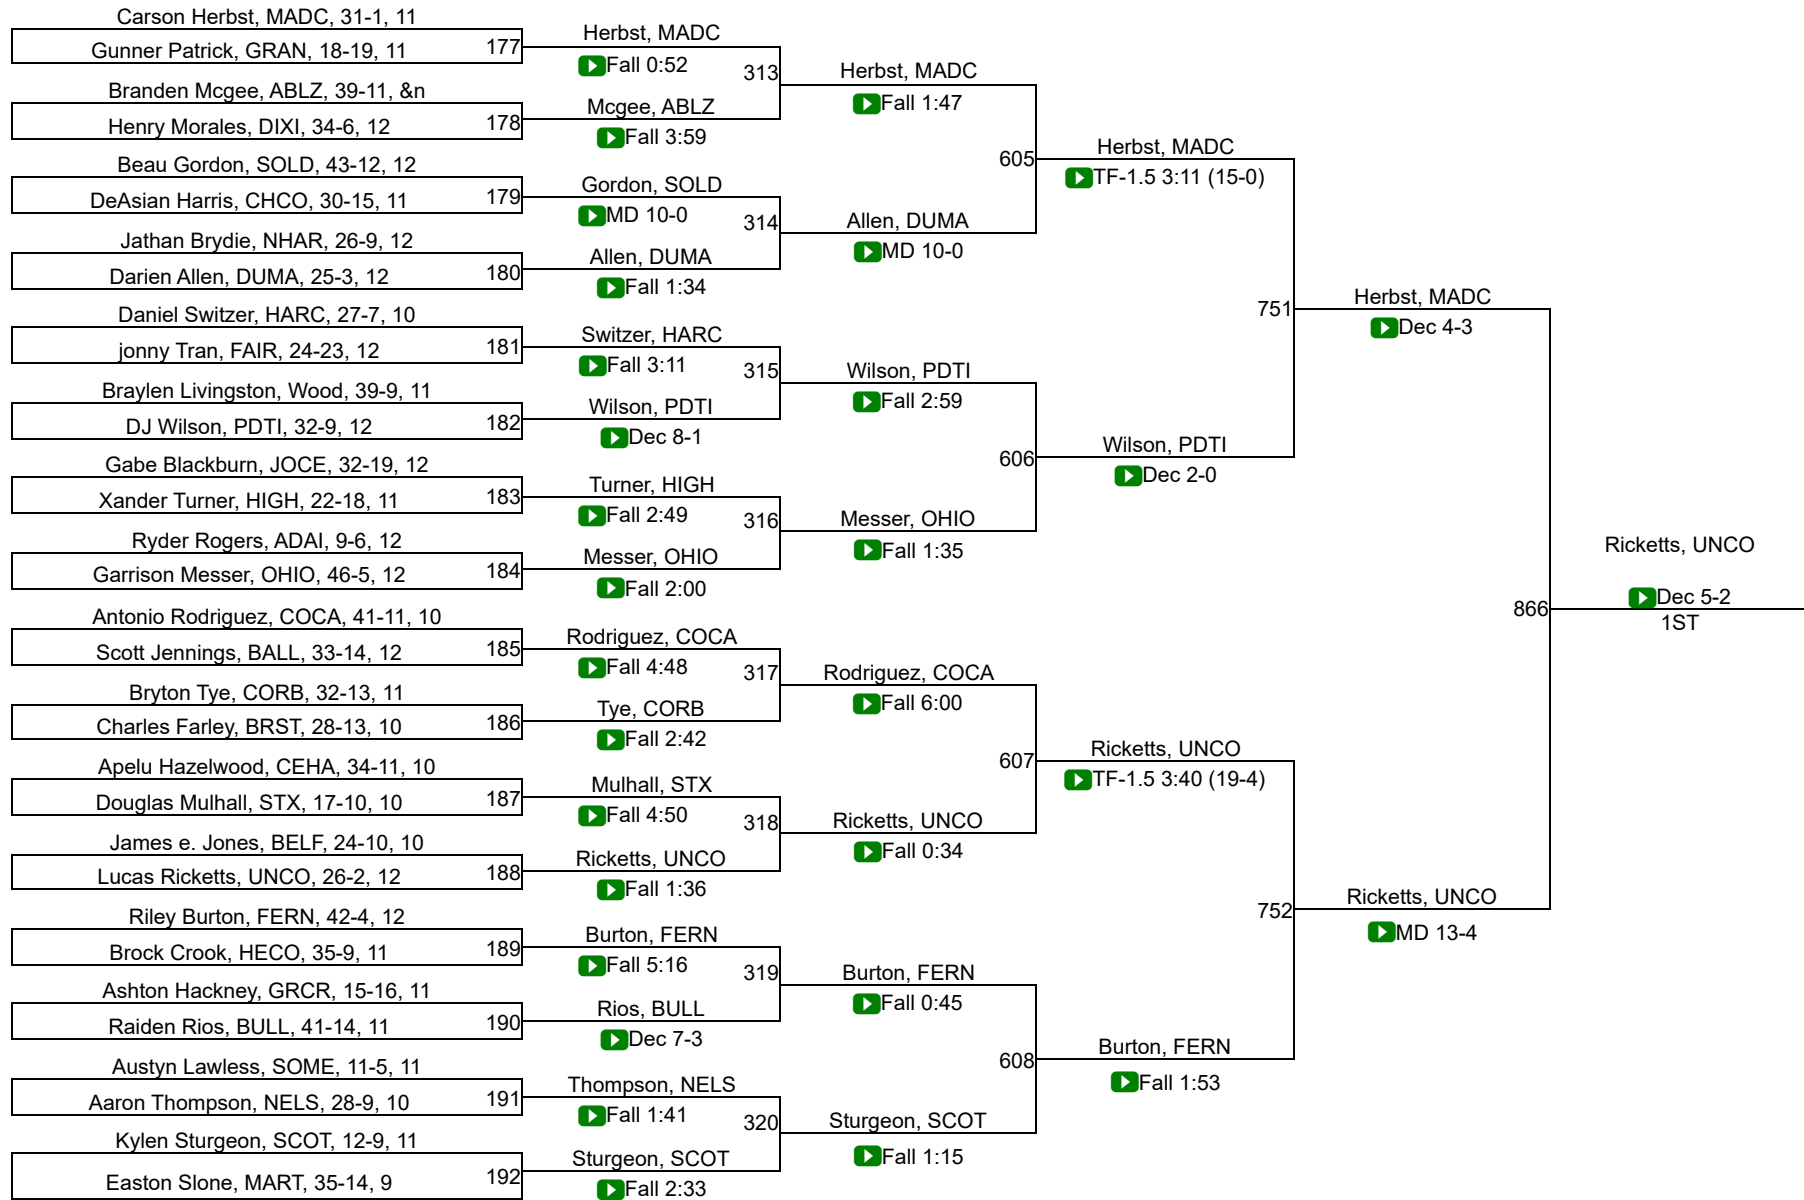 Carson Herbst, MADC, 31-1, 11
Gunner Patrick, GRAN, 18-19, 11
177
Branden Mcgee, ABLZ, 39-11, &n
Henry Morales, DIXI, 34-6, 12
178
Beau Gordon, SOLD, 43-12, 12
DeAsian Harris, CHCO, 30-15, 11
179
Jathan Brydie, NHAR, 26-9, 12
Darien Allen, DUMA, 25-3, 12
180
Daniel Switzer, HARC, 27-7, 10
jonny Tran, FAIR, 24-23, 12
181
Braylen Livingston, Wood, 39-9, 11
DJ Wilson, PDTI, 32-9, 12
182
Gabe Blackburn, JOCE, 32-19, 12
Xander Turner, HIGH, 22-18, 11
183
Ryder Rogers, ADAI, 9-6, 12
Garrison Messer, OHIO, 46-5, 12
184
Antonio Rodriguez, COCA, 41-11, 10
Scott Jennings, BALL, 33-14, 12
185
Bryton Tye, CORB, 32-13, 11
Charles Farley, BRST, 28-13, 10
186
Apelu Hazelwood, CEHA, 34-11, 10
Douglas Mulhall, STX, 17-10, 10
187
James e. Jones, BELF, 24-10, 10
Lucas Ricketts, UNCO, 26-2, 12
188
Riley Burton, FERN, 42-4, 12
Brock Crook, HECO, 35-9, 11
189
Ashton Hackney, GRCR, 15-16, 11
Raiden Rios, BULL, 41-14, 11
190
Austyn Lawless, SOME, 11-5, 11
Aaron Thompson, NELS, 28-9, 10
191
Kylen Sturgeon, SCOT, 12-9, 11
Easton Slone, MART, 35-14, 9
192
Herbst, MADC
Fall 0:52
313
Mcgee, ABLZ
Fall 3:59
Gordon, SOLD
MD 10-0
314
Allen, DUMA
Fall 1:34
Switzer, HARC
Fall 3:11
315
Wilson, PDTI
Dec 8-1
Turner, HIGH
Fall 2:49
316
Messer, OHIO
Fall 2:00
Rodriguez, COCA
Fall 4:48
317
Tye, CORB
Fall 2:42
Mulhall, STX
Fall 4:50
318
Ricketts, UNCO
Fall 1:36
Burton, FERN
Fall 5:16
319
Rios, BULL
Dec 7-3
Thompson, NELS
Fall 1:41
320
Sturgeon, SCOT
Fall 2:33
Herbst, MADC
Fall 1:47
605
Allen, DUMA
MD 10-0
Wilson, PDTI
Fall 2:59
606
Messer, OHIO
Fall 1:35
Rodriguez, COCA
Fall 6:00
607
Ricketts, UNCO
Fall 0:34
Burton, FERN
Fall 0:45
608
Sturgeon, SCOT
Fall 1:15
Herbst, MADC
TF-1.5 3:11 (15-0)
751
Wilson, PDTI
Dec 2-0
Ricketts, UNCO
TF-1.5 3:40 (19-4)
752
Burton, FERN
Fall 1:53
Herbst, MADC
Dec 4-3
866
Ricketts, UNCO
MD 13-4
Ricketts, UNCO
Dec 5-2
1ST